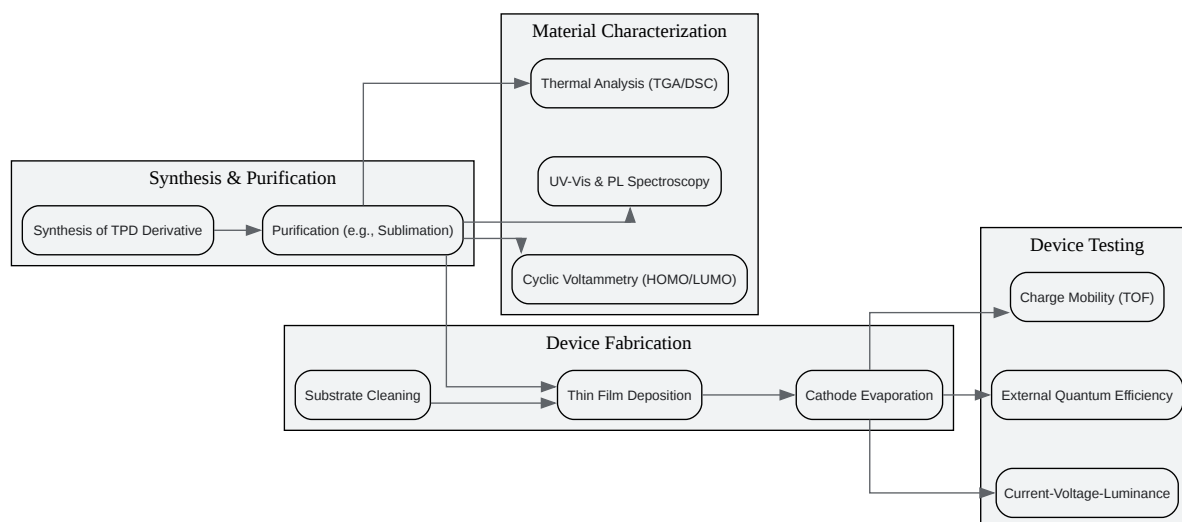 Material Characterization
Thermal Analysis (TGA/DSC)
UV-Vis & PL Spectroscopy
Cyclic Voltammetry (HOMO/LUMO)
Synthesis & Purification
Synthesis of TPD Derivative
Purification (e.g., Sublimation)
Device Fabrication
Substrate Cleaning
Thin Film Deposition
Cathode Evaporation
Device Testing
Charge Mobility (TOF)
External Quantum Efficiency
Current-Voltage-Luminance